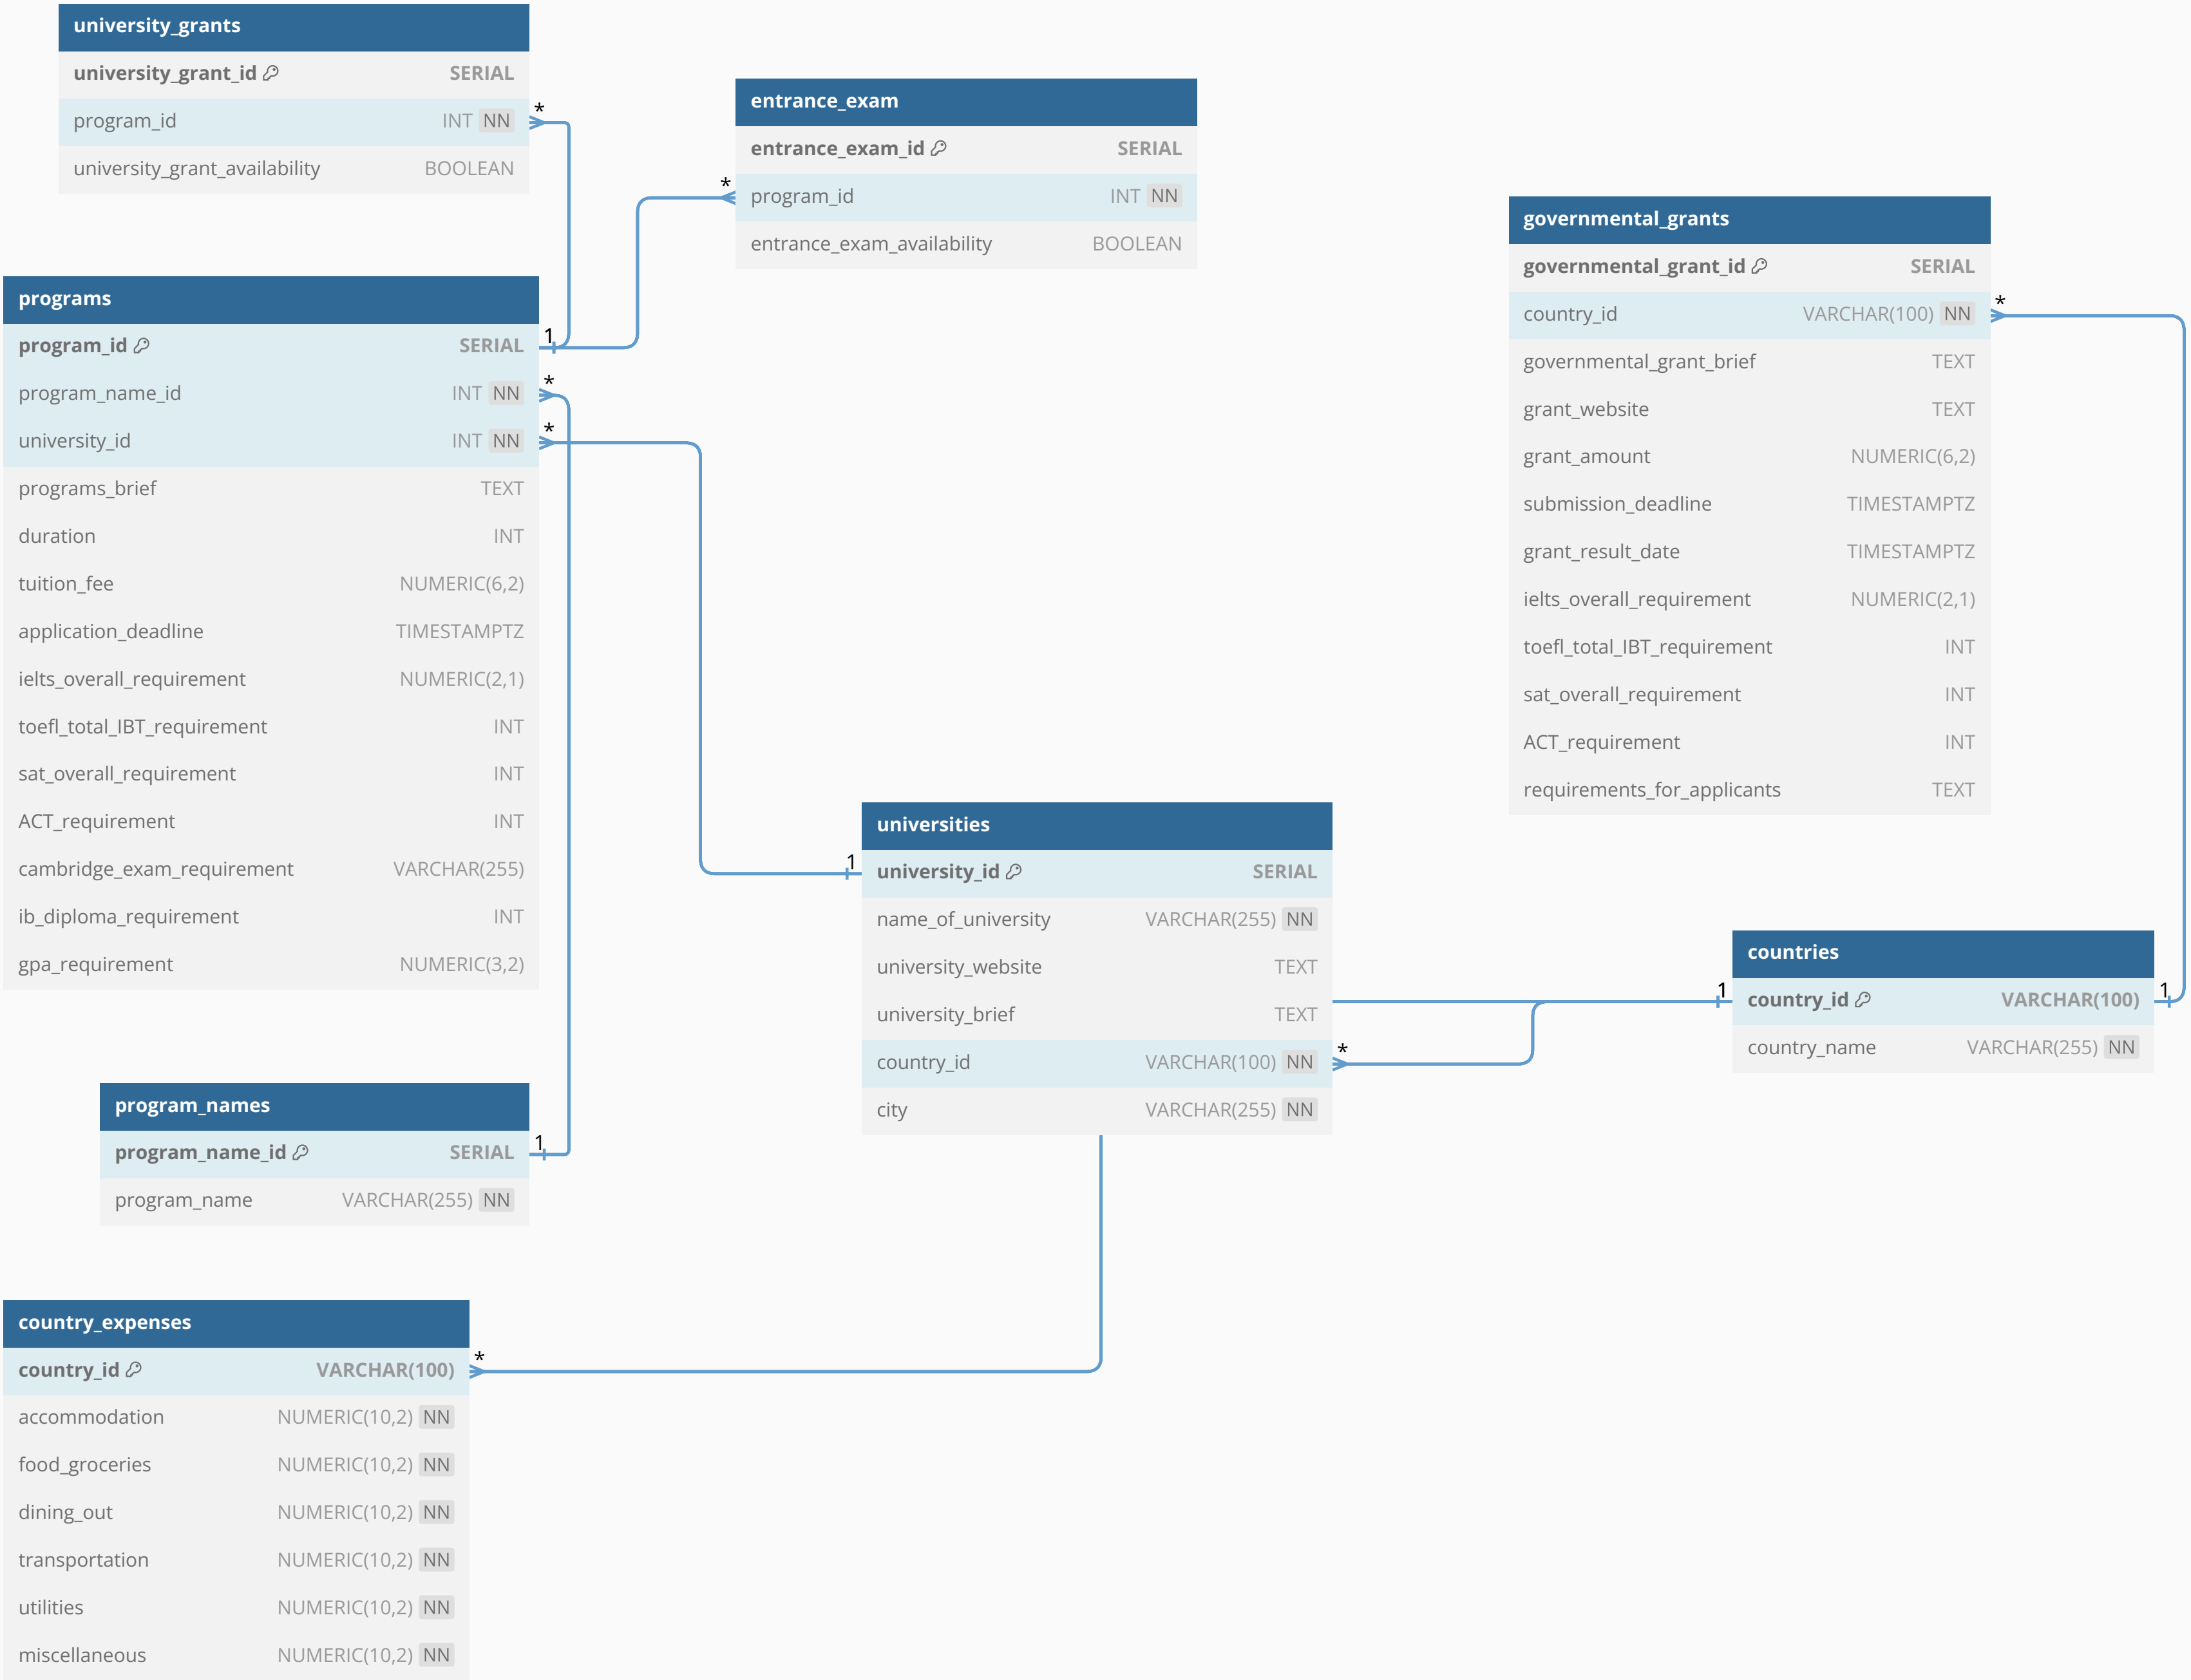 university_grants
university_grant_id SERIAL
program_id INT NN
university_grant_availability BOOLEAN
*
entrance_exam
entrance_exam_id SERIAL
program_id INT NN
entrance_exam_availability BOOLEAN
*
governmental_grants
governmental_grant_id SERIAL
country_id VARCHAR(100) NN
governmental_grant_brief TEXT
grant_website TEXT
grant_amount NUMERIC(6,2)
submission_deadline TIMESTAMPTZ
grant_result_date TIMESTAMPTZ
ielts_overall_requirement NUMERIC(2,1)
toefl_total_IBT_requirement INT
sat_overall_requirement INT
ACT_requirement INT
requirements_for_applicants TEXT
*
programs
program_id SERIAL
program_name_id INT NN
university_id INT NN
programs_brief TEXT
duration INT
tuition_fee NUMERIC(6,2)
application_deadline TIMESTAMPTZ
ielts_overall_requirement NUMERIC(2,1)
toefl_total_IBT_requirement INT
sat_overall_requirement INT
ACT_requirement INT
cambridge_exam_requirement VARCHAR(255)
ib_diploma_requirement INT
gpa_requirement NUMERIC(3,2)
1
*
*
universities
university_id SERIAL
name_of_university VARCHAR(255) NN
university_website TEXT
university_brief TEXT
country_id VARCHAR(100) NN
city VARCHAR(255) NN
1
*
countries
country_id VARCHAR(100)
country_name VARCHAR(255) NN
1
1
program_names
program_name_id SERIAL
program_name VARCHAR(255) NN
1
country_expenses
country_id VARCHAR(100)
accommodation NUMERIC(10,2) NN
food_groceries NUMERIC(10,2) NN
dining_out NUMERIC(10,2) NN
transportation NUMERIC(10,2) NN
utilities NUMERIC(10,2) NN
miscellaneous NUMERIC(10,2) NN
*